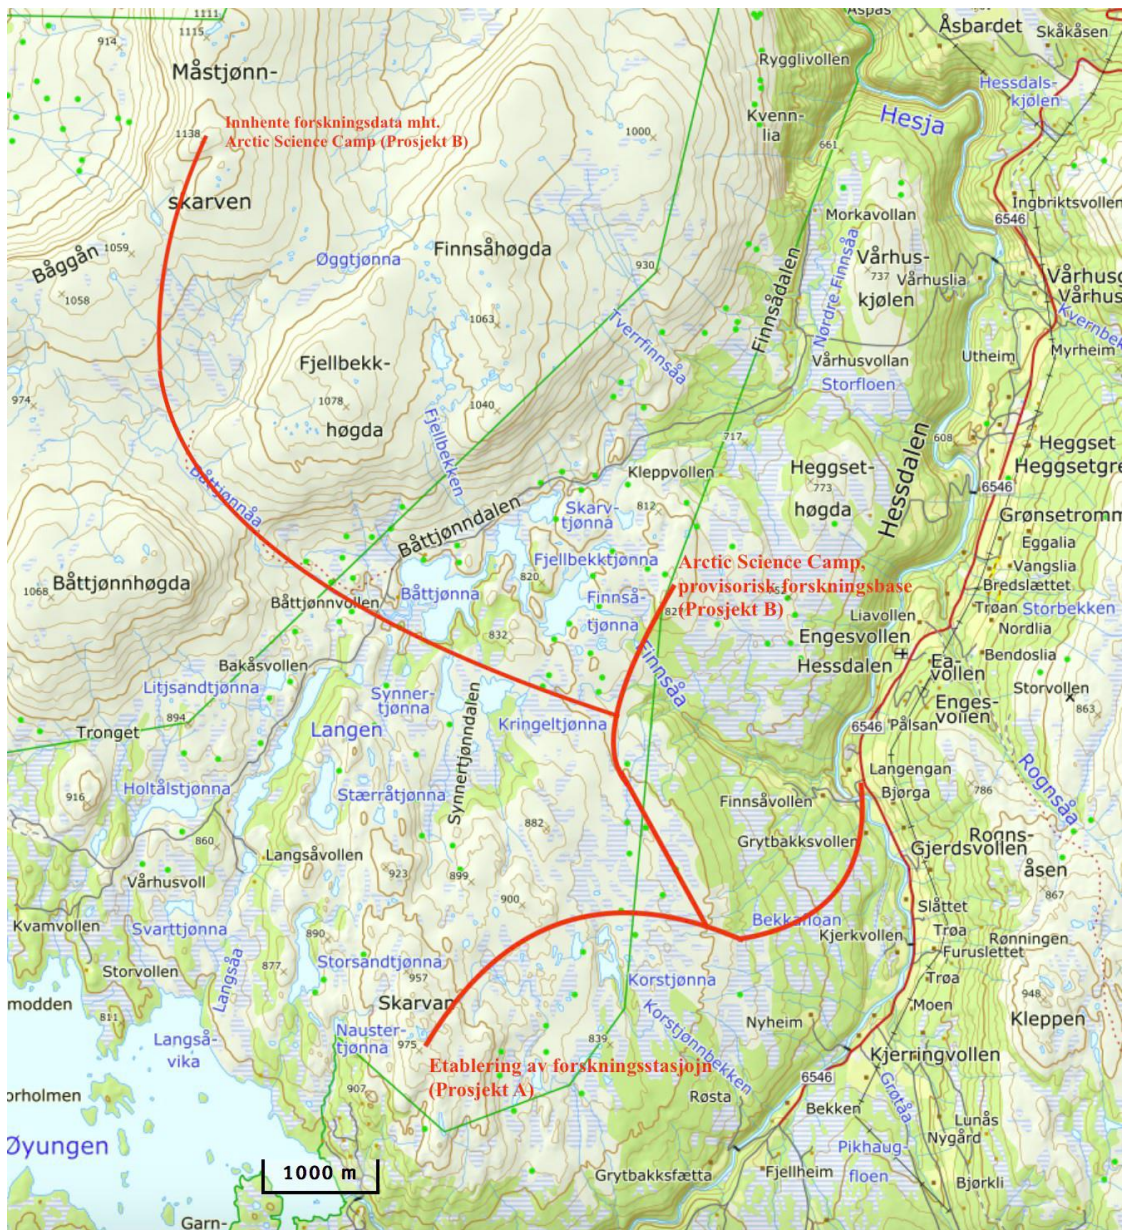 1111
1115
914
Aspås
Åsbardet
Skåkåsen
Rygglivollen
Måstjønn-
Hessdals-
kjølen
Kvenn-
lia
Hesja
Innhente forskningsdata mht.
Arctic Science Camp (Prosjekt B)
1138
1000
661
skarven
Ingbriktsvollen
6546
Morkavollan
Finnsåhøgda
1059
Båggån
Øggtjønna
930
Vårhus-
737
kjølen
Vårhuslia
1058
Nordre Finnsåa
Finnsådalen
1063
Tverrfinnsåa
Utheim
Myrheim
Fjellbekk-
Vårhusvollan
Storfloen
974
1078
1040
høgda
Fjellbekken
717
608
Heggset
Kleppvollen
Heggset-
773
høgda
Hessdalen
6546
Båttjønnåa
Båttjønndalen
Skarv-
tjønna
812
Grønsetromm
Eggalia
Vangslia
Bredslættet
Båttjønnhøgda
1068
Fjellbekktjønna
820
Arctic Science Camp,
provisorisk forskningsbase
(Prosjekt B)
Båttjønna
Båttjønnvollen
Finnså-
tjønna
Trøan
Storbekken
Nordlia
Liavollen
832
Engesvollen
Hessdalen
Finnsåa
Bendoslia
Ea-
vollen
Bakåsvollen
Litjsandtjønna
894
Synner-
tjønna
Storvollen
863
Enges-
vollen
Tronget
Langen
Synnertjønndalen
Kringeltjønna
Pålsan
6546
Rognsåa
Langengan
Bjørga
786
Holtålstjønna
Stærråtjønna
916
Finnsåvollen
882
860
Grytbakksvollen
Rogns-
åsen
Gjerdsvollen
Langsåvollen
923
899
867
Vårhusvoll
900
Slåttet
Kvamvollen
Svarttjønna
890
Bekkanoan
Kjerkvollen
Trøa
Rønningen
Furuslettet
Storvollen
877
Storsandtjønna
Langsåa
957
Korstjønna
Trøa
948
modden
811
Skarvan
Moen
Kleppen
Nyheim
Korstjønnbekken
Langså-
vika
Nauster-
tjønna
975
839
Kjerringvollen
Etablering av forskningsstasjojn
(Prosjekt A)
6546
Grøtåa
907
Røsta
Bekken
orholmen
Lunås
Nygård
Øyungen
Pikhaug-
floen
1000 m
Grytbakksfætta
Fjellheim
Bjørkli
Garn-